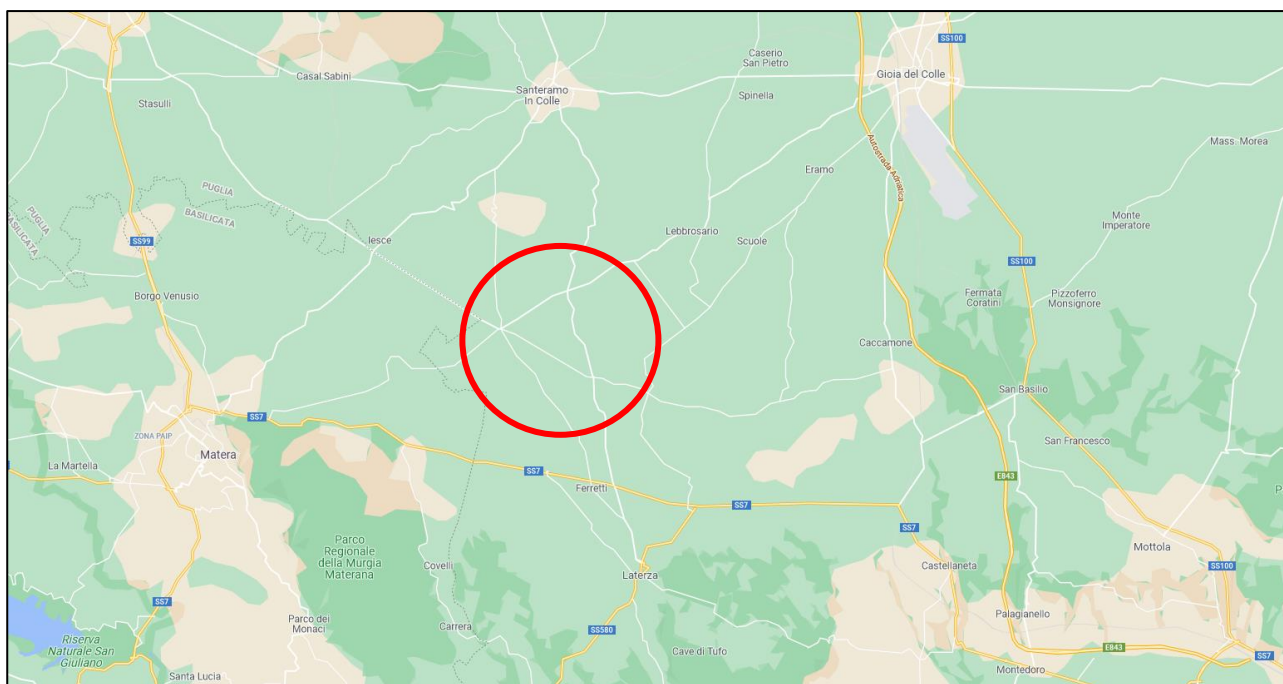 SS100
Caserio
San Pietro
Gioia del Colle
Casal Sabini
Santeramo
In Colle
Spinella
Stasulli
Autostrada Adriatica
Mass. Morea
Eramo
PUGLIA
BASILICATA
PUGLIA
BASILICATA
Monte
Imperatore
Lebbrosario
Scuole
SS99
Iesce
SS100
Borgo Venusio
Fermata
Coratini
Pizzoferro
Monsignore
Caccamone
San Basilio
SS7
ZONA PAIP
Matera
San Francesco
La Martella
SS7
Ferretti
SS7
E843
SS7
Mottola
Parco
Regionale
della Murgia
Materana
Covelli
Laterza
Castellaneta
SS100
SS7
Parco dei
Monaci
Carrera
SS580
Palagianello
Riserva
Naturale San
Giuliano
Cave di Tufo
E843
SS7
Santa Lucia
Montedoro